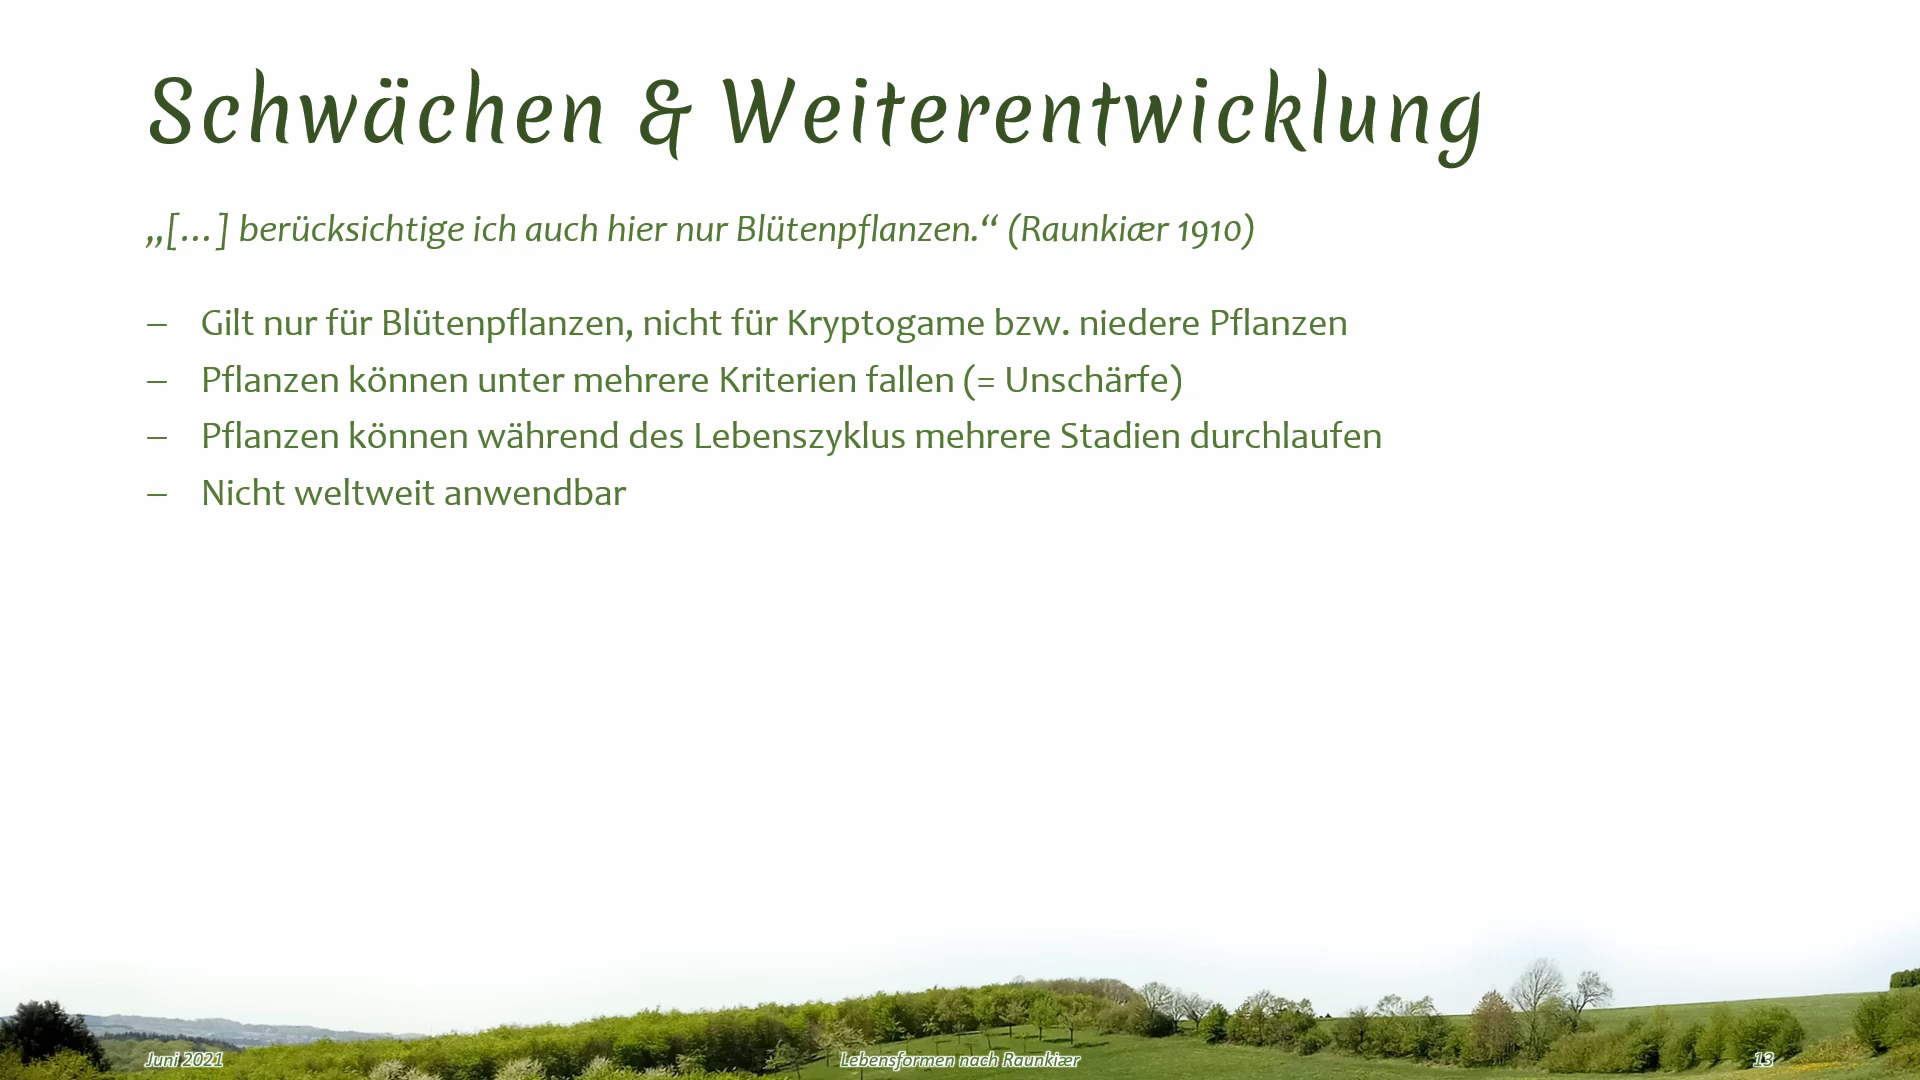 Schwächen & Weiterentwicklung
„[…] berücksichtige ich auch hier nur Blütenpflanzen.“ (Raunkiær 1910)
– Gilt nur für Blütenpflanzen, nicht für Kryptogame bzw. niedere Pflanzen
– Pflanzen können unter mehrere Kriterien fallen (= Unschärfe)
– Pflanzen können während des Lebenszyklus mehrere Stadien durchlaufen
– Nicht weltweit anwendbar
Juni 2021
Lebensformen nach Raunkiær
13